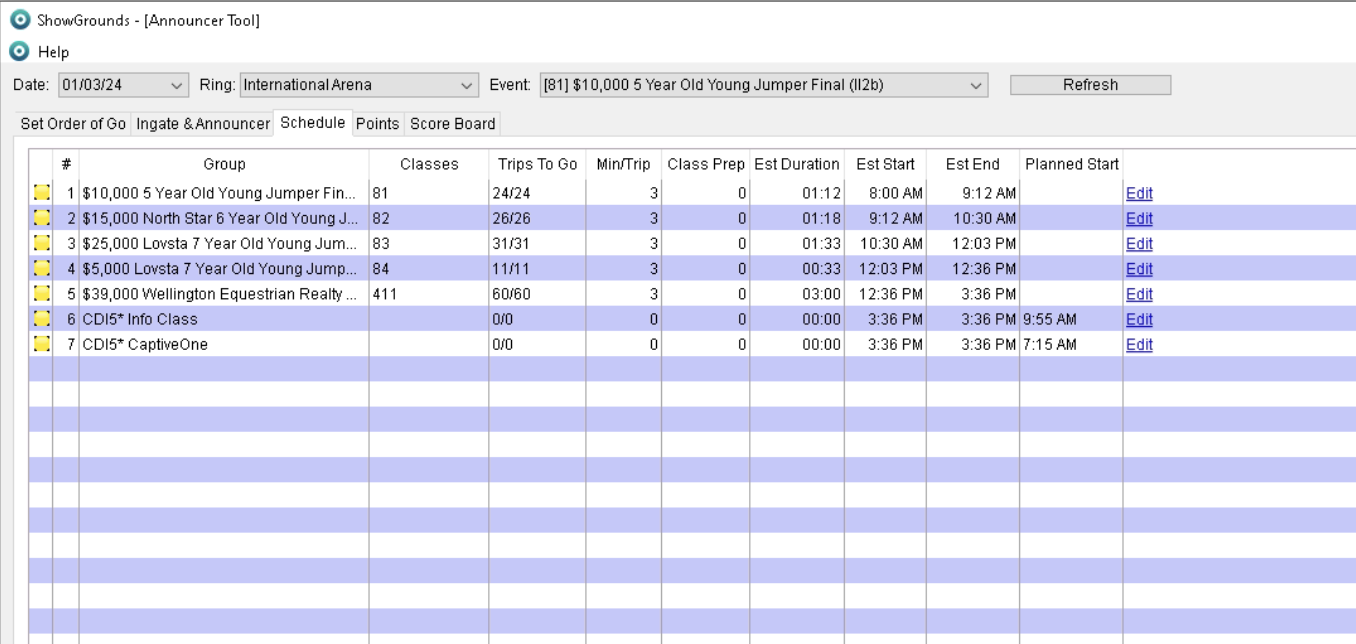 ShowGrounds - [Announcer Tool]
Help
Date: 01/03/24 Ring: International Arena Event: [81] $10,000 5 Year Old Young Jumper Final (II2b) Refresh
Set Order of Go Ingate & Announcer Schedule Points Score Board
# Group Classes Trips To Go Min/Trip Class Prep Est Duration Est Start Est End Planned Start
1 $10,000 5 Year Old Young Jumper Fin... 81 24/24 3 0 01:12 8:00 AM 9:12 AM Edit
2 $15,000 North Star 6 Year Old Young J... 82 26/26 3 0 01:18 9:12 AM 10:30 AM Edit
3 $25,000 Lovsta 7 Year Old Young Jum... 83 31/31 3 0 01:33 10:30 AM 12:03 PM Edit
4 $5,000 Lovsta 7 Year Old Young Jump... 84 11/11 3 0 00:33 12:03 PM 12:36 PM Edit
5 $39,000 Wellington Equestrian Realty ... 411 60/60 3 0 03:00 12:36 PM 3:36 PM Edit
6 CDI5* Info Class 0/0 0 0 00:00 3:36 PM 3:36 PM 9:55 AM Edit
7 CDI5* CaptiveOne 0/0 0 0 00:00 3:36 PM 3:36 PM 7:15 AM Edit